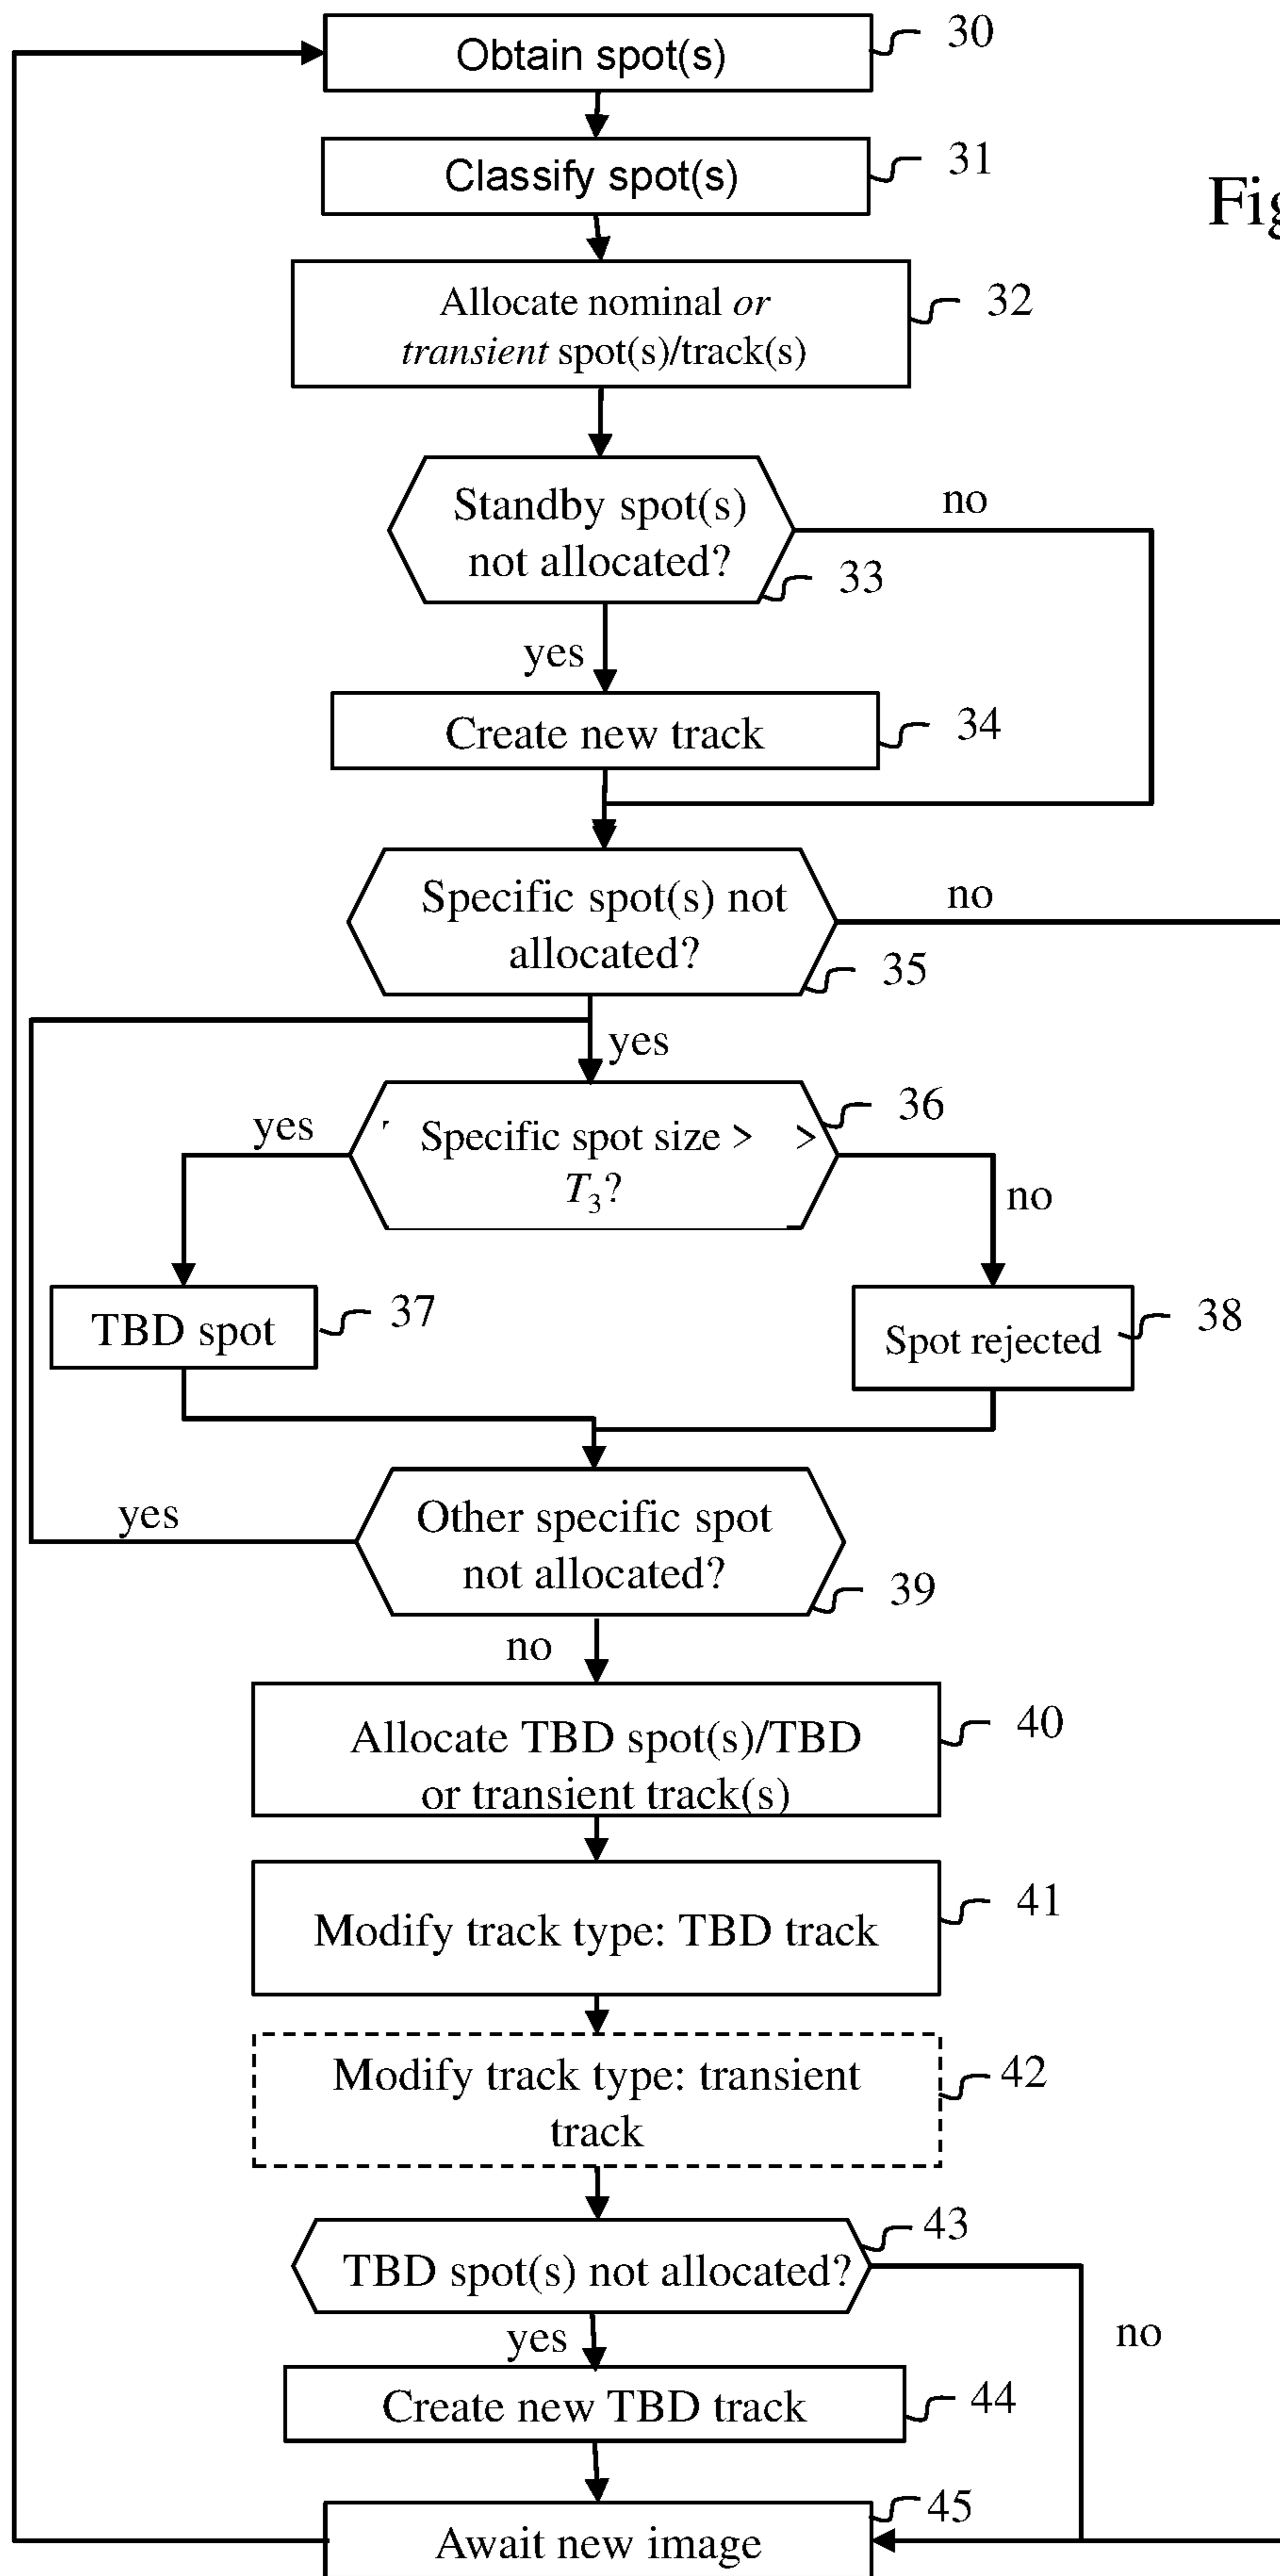 Obtain spot(s)
30
Classify spot(s)
31
Fig
Allocate nominal or
transient spot(s)/track(s)
32
Standby spot(s)
not allocated?
no
33
yes
Create new track
34
Specific spot(s) not
allocated?
no
35
yes
36
yes
Specific spot size > >
T3?
no
TBD spot
37
Spot rejected
38
Other specific spot
not allocated?
yes
39
no
Allocate TBD spot(s)/TBD
or transient track(s)
40
Modify track type: TBD track
41
Modify track type: transient
track
42
TBD spot(s) not allocated?
43
yes
no
Create new TBD track
44
Await new image
45